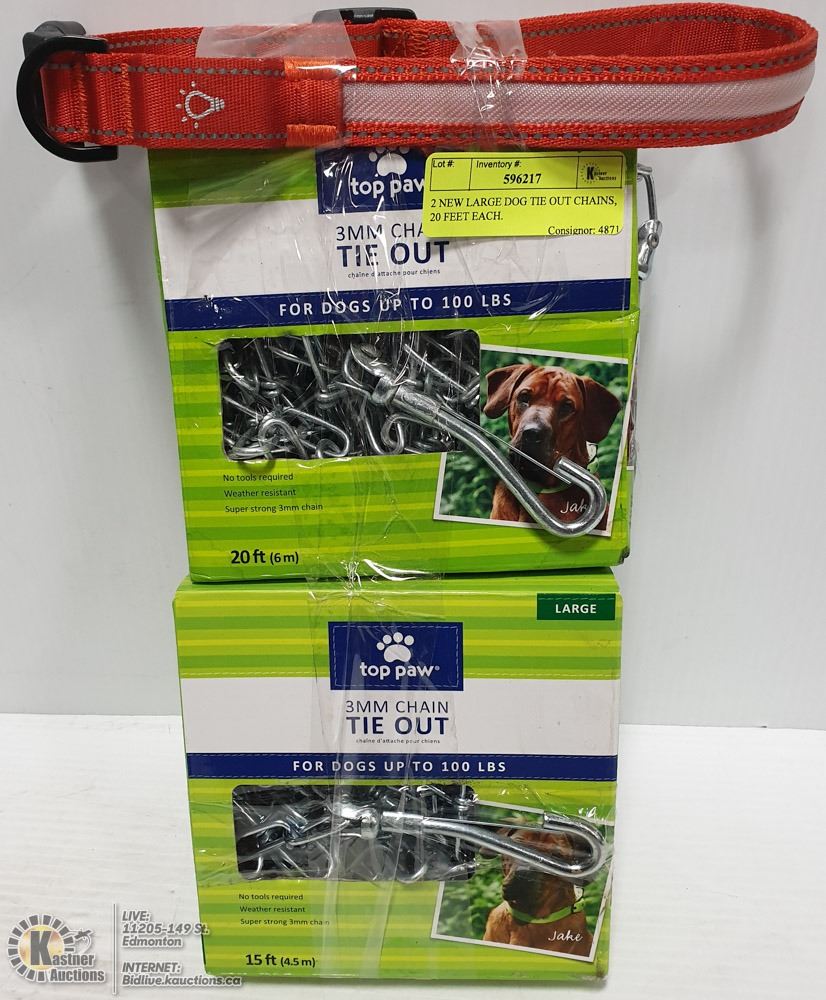 Lot #: Inventory #:
596217
Kastner Auctions
2 NEW LARGE DOG TIE OUT CHAINS,
20 FEET EACH.
Consignor: 4871
top paw
3MM CHA
TIE OUT
chaîne d'attache pour chiens
FOR DOGS UP TO 100 LBS
No tools required
Weather resistant
Super strong 3mm chain
Jake
20 ft (6 m)
LARGE
top paw®
3MM CHAIN
TIE OUT
chaîne d'attache pour chiens
FOR DOGS UP TO 100 LBS
No tools required
Weather resistant
Super strong 3mm chain
Jake
15 ft (4.5 m)
Kastner
Auctions
LIVE:
11205-149 St.
Edmonton
INTERNET:
Bidlive.kauctions.ca